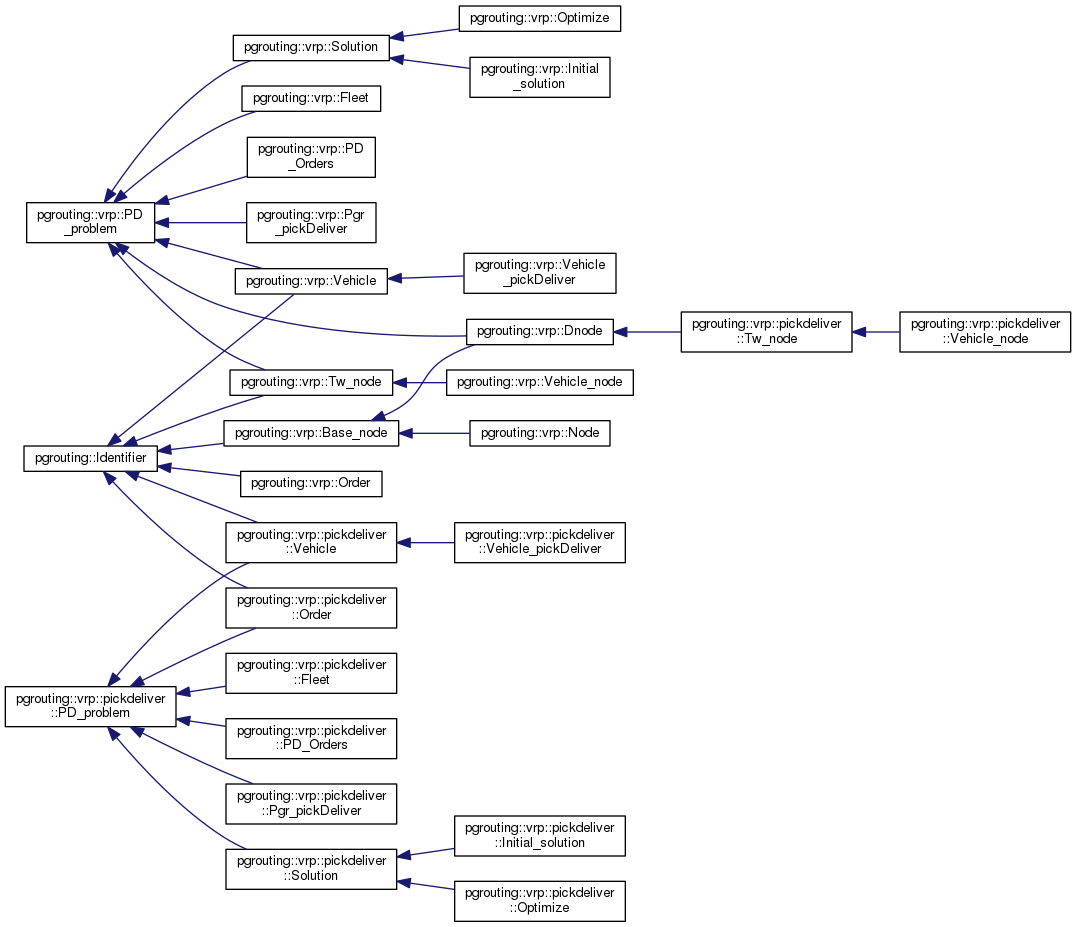 pgrouting::vrp::Optimize
pgrouting::vrp::Solution
pgrouting::vrp::Initial
_solution
pgrouting::vrp::Fleet
pgrouting::vrp::PD
_Orders
pgrouting::vrp::PD
_problem
pgrouting::vrp::Pgr
_pickDeliver
pgrouting::vrp::Vehicle
pgrouting::vrp::Vehicle
_pickDeliver
pgrouting::vrp::Dnode
pgrouting::vrp::pickdeliver
::Tw_node
pgrouting::vrp::pickdeliver
::Vehicle_node
pgrouting::vrp::Tw_node
pgrouting::vrp::Vehicle_node
pgrouting::vrp::Base_node
pgrouting::vrp::Node
pgrouting::Identifier
pgrouting::vrp::Order
pgrouting::vrp::pickdeliver
::Vehicle
pgrouting::vrp::pickdeliver
::Vehicle_pickDeliver
pgrouting::vrp::pickdeliver
::Order
pgrouting::vrp::pickdeliver
::Fleet
pgrouting::vrp::pickdeliver
::PD_problem
pgrouting::vrp::pickdeliver
::PD_Orders
pgrouting::vrp::pickdeliver
::Pgr_pickDeliver
pgrouting::vrp::pickdeliver
::Initial_solution
pgrouting::vrp::pickdeliver
::Solution
pgrouting::vrp::pickdeliver
::Optimize